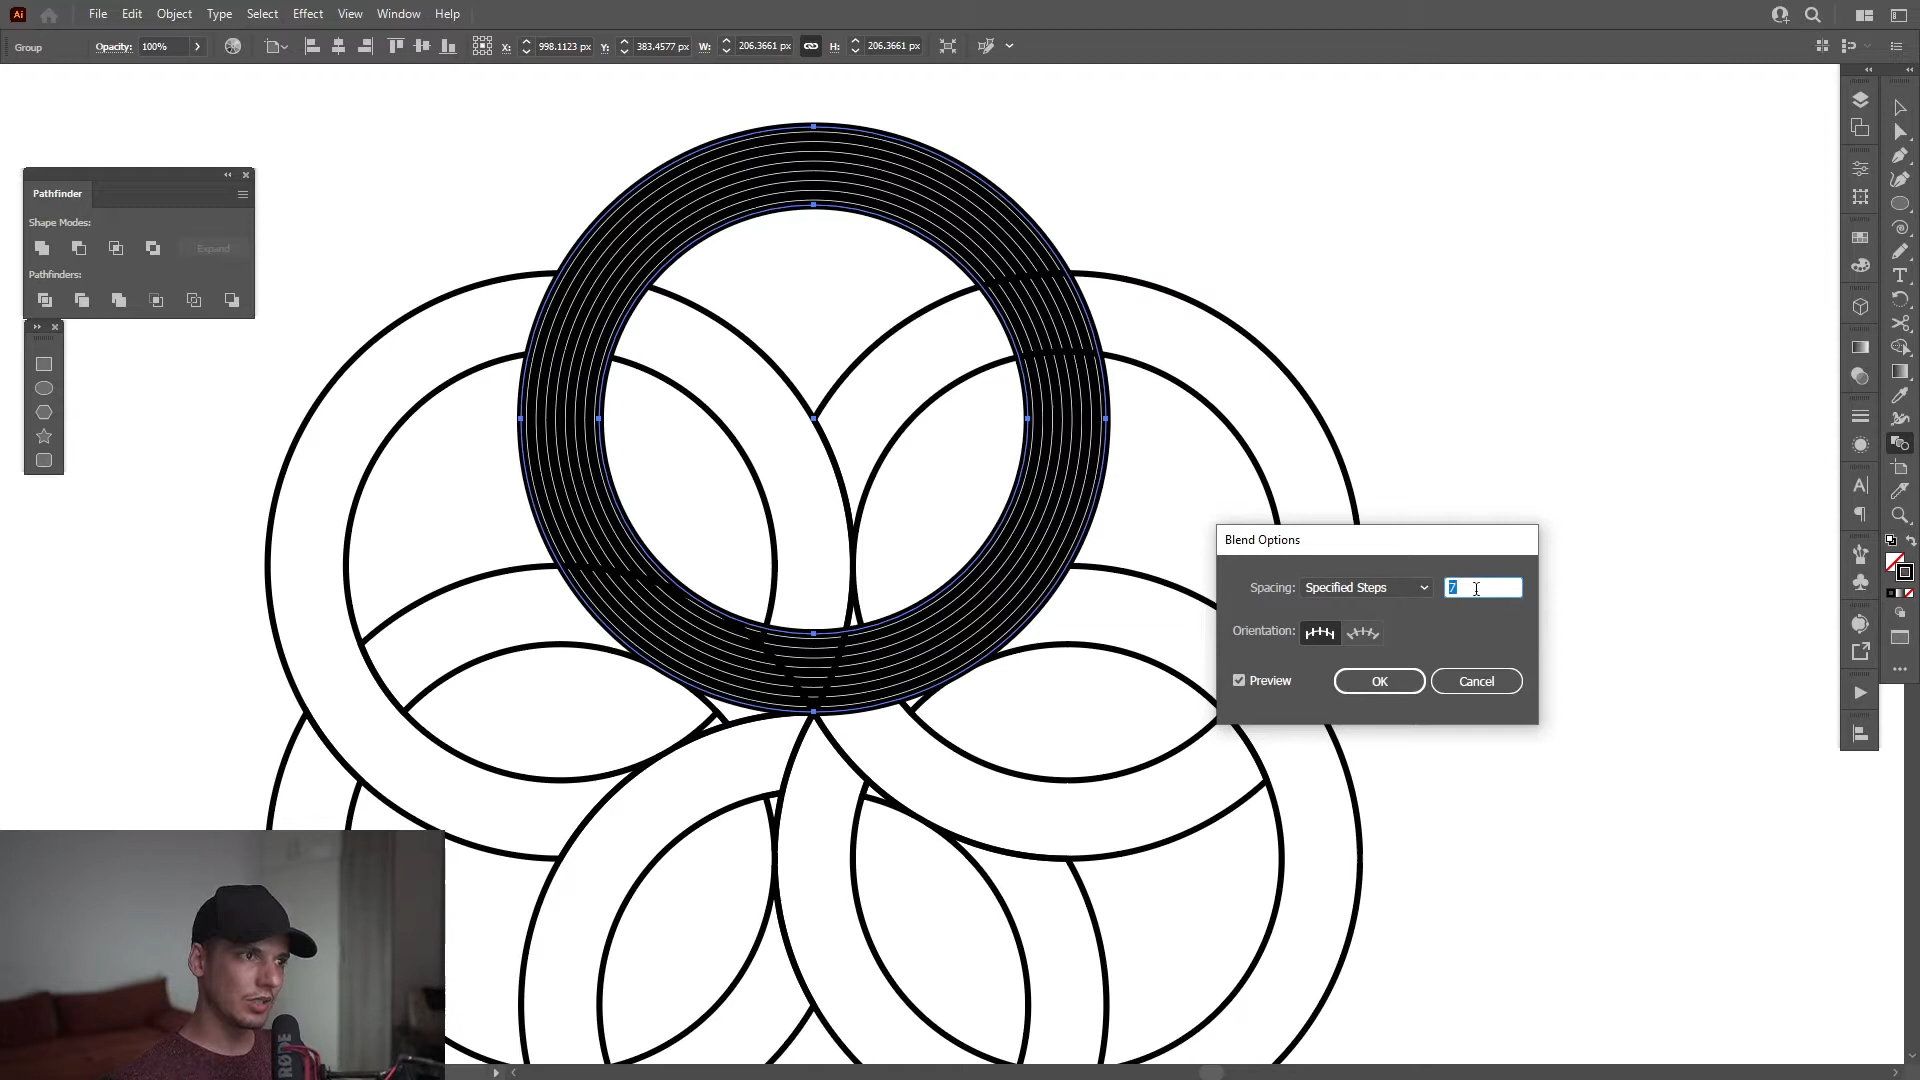 Ai File Edit Object Type Select Effect View Window Help
Group Opacity: 100% X: 998.1123 px Y: 383.4577 px W: 206.3661 px H: 206.3661 px
Pathfinder
Shape Modes:
Expand
Pathfinders:
Blend Options
Spacing: Specified Steps 7
Orientation:
Preview OK Cancel
RØDE